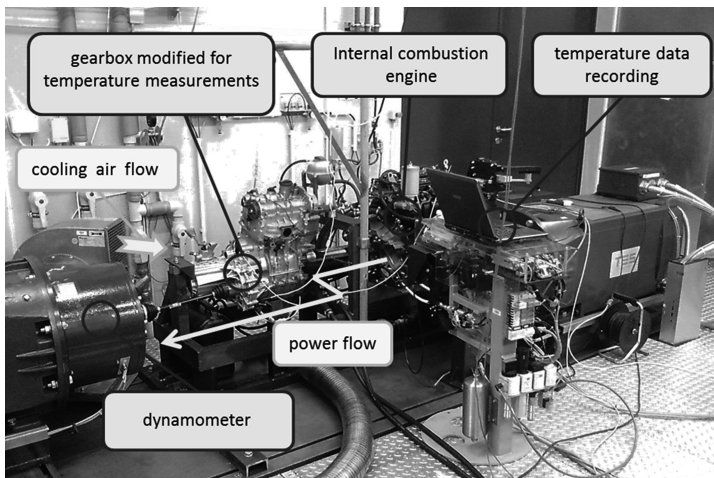 gearbox modified for
temperature measurements
Internal combustion
engine
temperature data
recording
cooling air flow
power flow
dynamometer